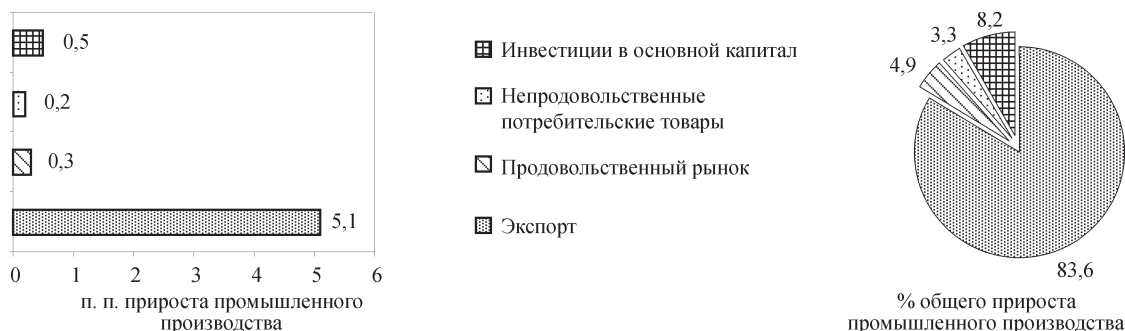 0,5
0,2
0,3
5,1
0 1 2 3 4 5 6
п. п. прироста промышленного
производства
Инвестиции в основной капитал
Непродовольственные
потребительские товары
Продовольственный рынок
Экспорт
8,2
3,3
4,9
83,6
% общего прироста
промышленного производства